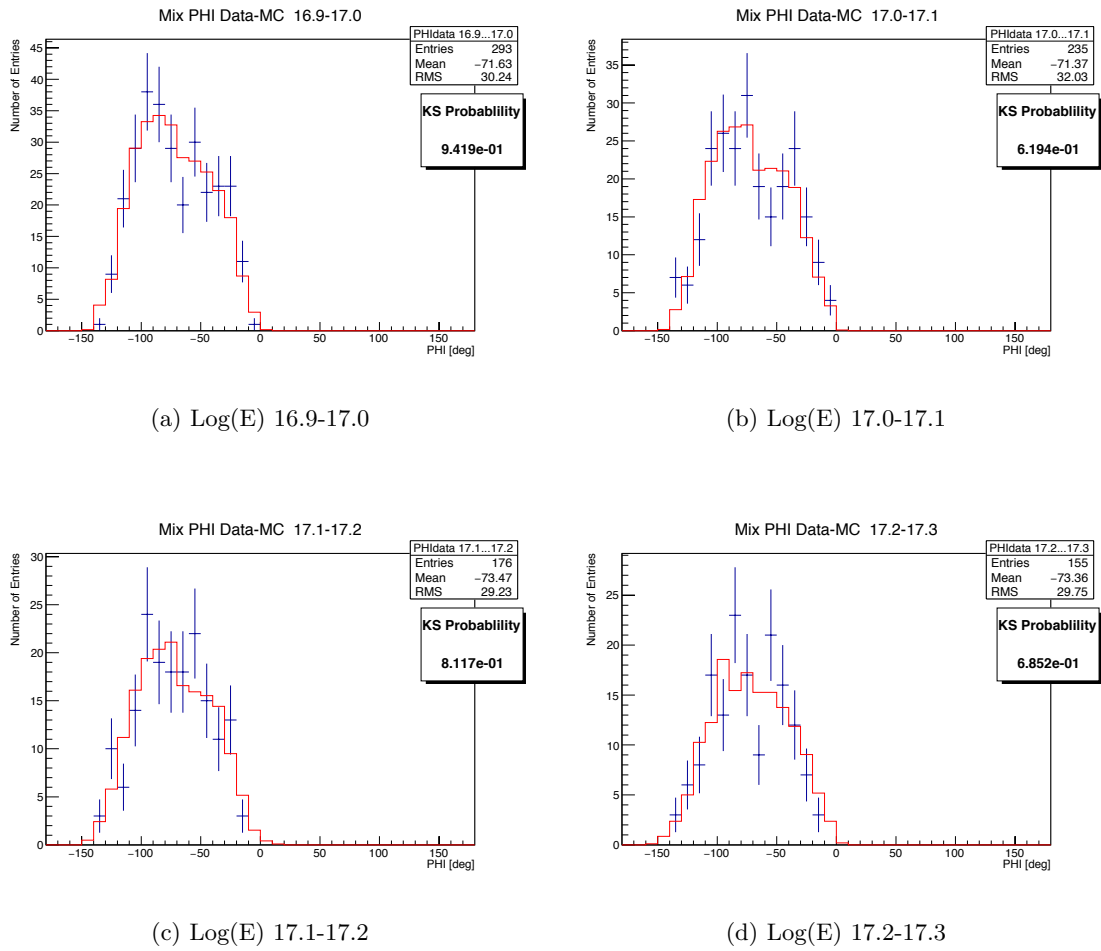 Mix PHI Data-MC 16.9-17.0
PHIdata 16.9...17.0
Entries 293
Mean −71.63
RMS 30.24
KS Probablility
9.419e-01
Number of Entries
45
40
35
30
25
20
15
10
5
0
−150 −100 −50 0 50 100 150
PHI [deg]
(a) Log(E) 16.9-17.0
Mix PHI Data-MC 17.0-17.1
PHIdata 17.0...17.1
Entries 235
Mean −71.37
RMS 32.03
KS Probablility
6.194e-01
Number of Entries
35
30
25
20
15
10
5
0
−150 −100 −50 0 50 100 150
PHI [deg]
(b) Log(E) 17.0-17.1
Mix PHI Data-MC 17.1-17.2
PHIdata 17.1...17.2
Entries 176
Mean −73.47
RMS 29.23
KS Probablility
8.117e-01
Number of Entries
30
25
20
15
10
5
0
−150 −100 −50 0 50 100 150
PHI [deg]
(c) Log(E) 17.1-17.2
Mix PHI Data-MC 17.2-17.3
PHIdata 17.2...17.3
Entries 155
Mean −73.36
RMS 29.75
KS Probablility
6.852e-01
Number of Entries
25
20
15
10
5
0
−150 −100 −50 0 50 100 150
PHI [deg]
(d) Log(E) 17.2-17.3